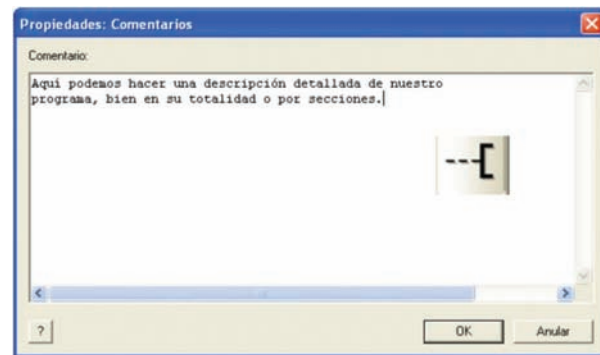 Propiedades: Comentarios
Comentario:
Aquí podemos hacer una descripción detallada de nuestro
programa, bien en su totalidad o por secciones.
?
OK
Anular